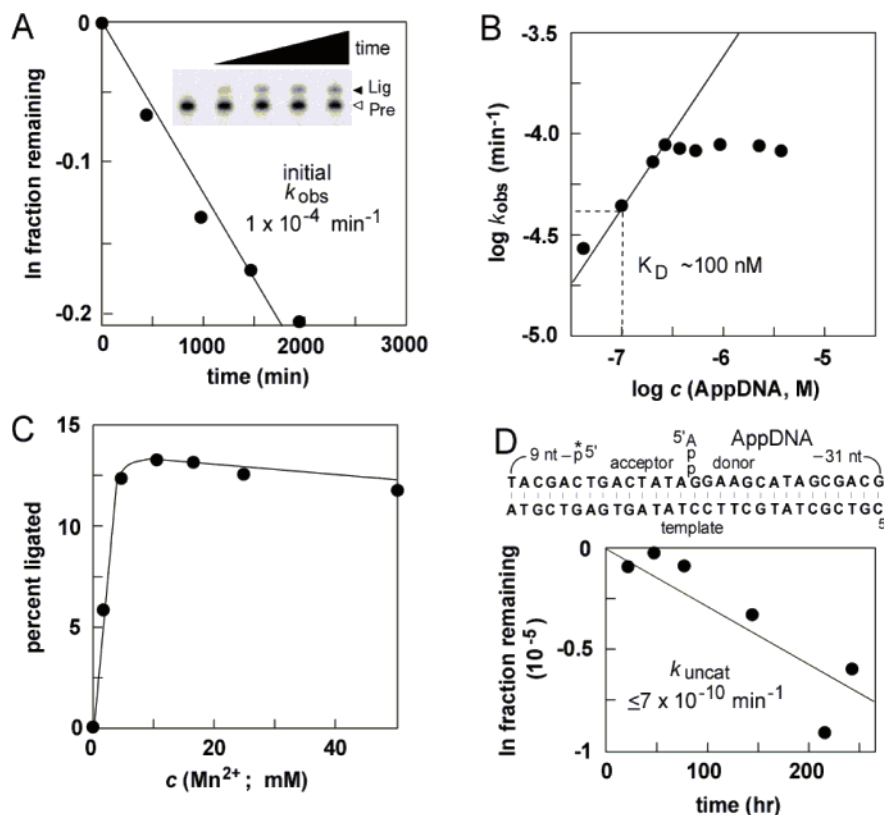 A
0
-0.1
-0.2
ln fraction remaining
time
Lig
Pre
initial
k obs
1 x 10⁻⁴ min⁻¹
0
1000
2000
3000
time (min)
B
-3.5
-4.0
-4.5
-5.0
log k obs (min⁻¹)
K D ~100 nM
-7
-6
-5
log c (AppDNA, M)
C
15
10
5
0
percent ligated
0
20
40
c (Mn²⁺; mM)
D
5'A
p
p
AppDNA
9 nt –p* 5'
acceptor
donor
–31 nt
TACGACTGACTATAGGAAGCATAGCGACG
ATGCTGAGTGATATCCTTCGTATCGCTGC
5
template
0
-0.5
-1
ln fraction remaining
(10⁻⁵)
k uncat
≤7 x 10⁻¹⁰ min⁻¹
0
100
200
time (hr)